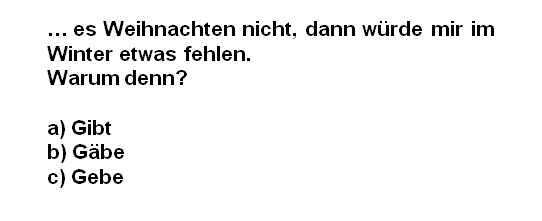 ... es Weihnachten nicht, dann würde mir im
Winter etwas fehlen.
Warum denn?
a) Gibt
b) Gäbe
c) Gebe